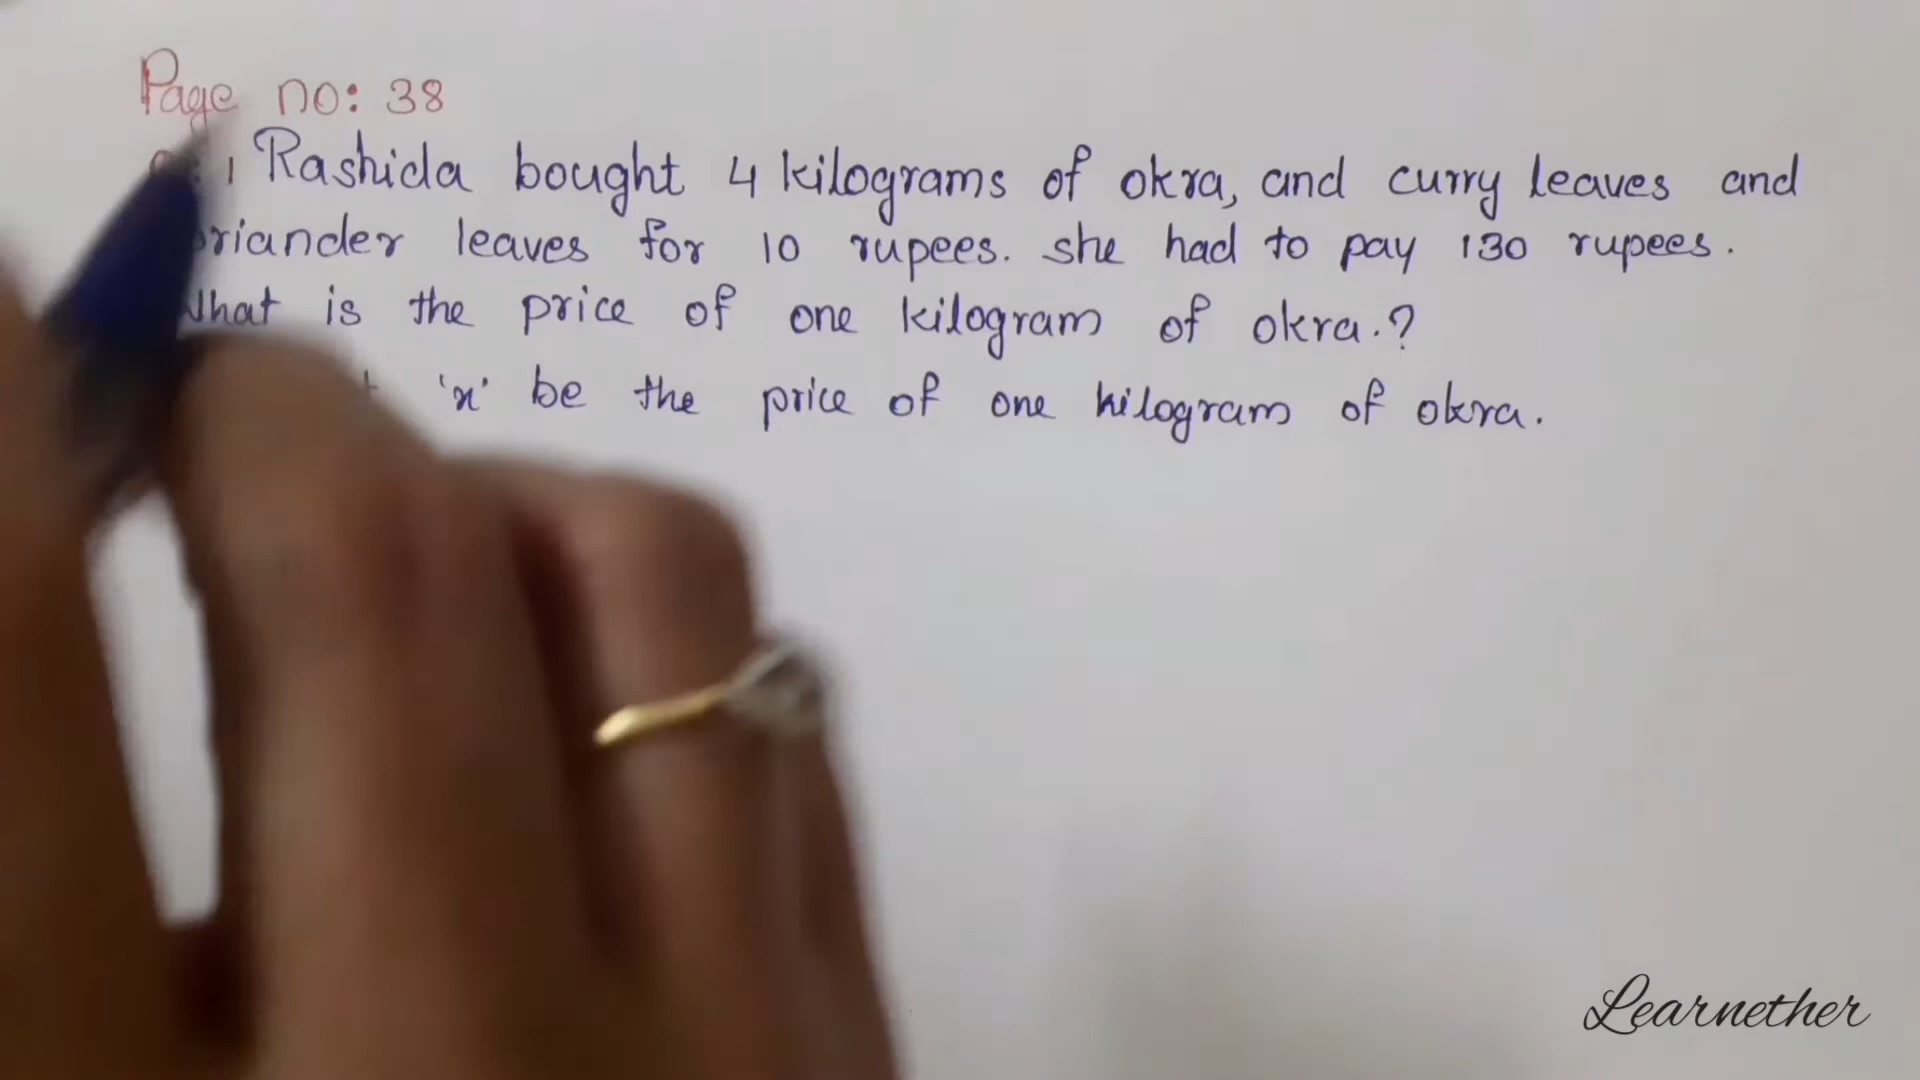 Page no: 38
1 Rashida bought 4 kilograms of okra, and curry leaves and
riander leaves for 10 rupees. She had to pay 130 rupees.
What is the price of one kilogram of okra.?
'x' be the price of one kilogram of okra.
Learnether